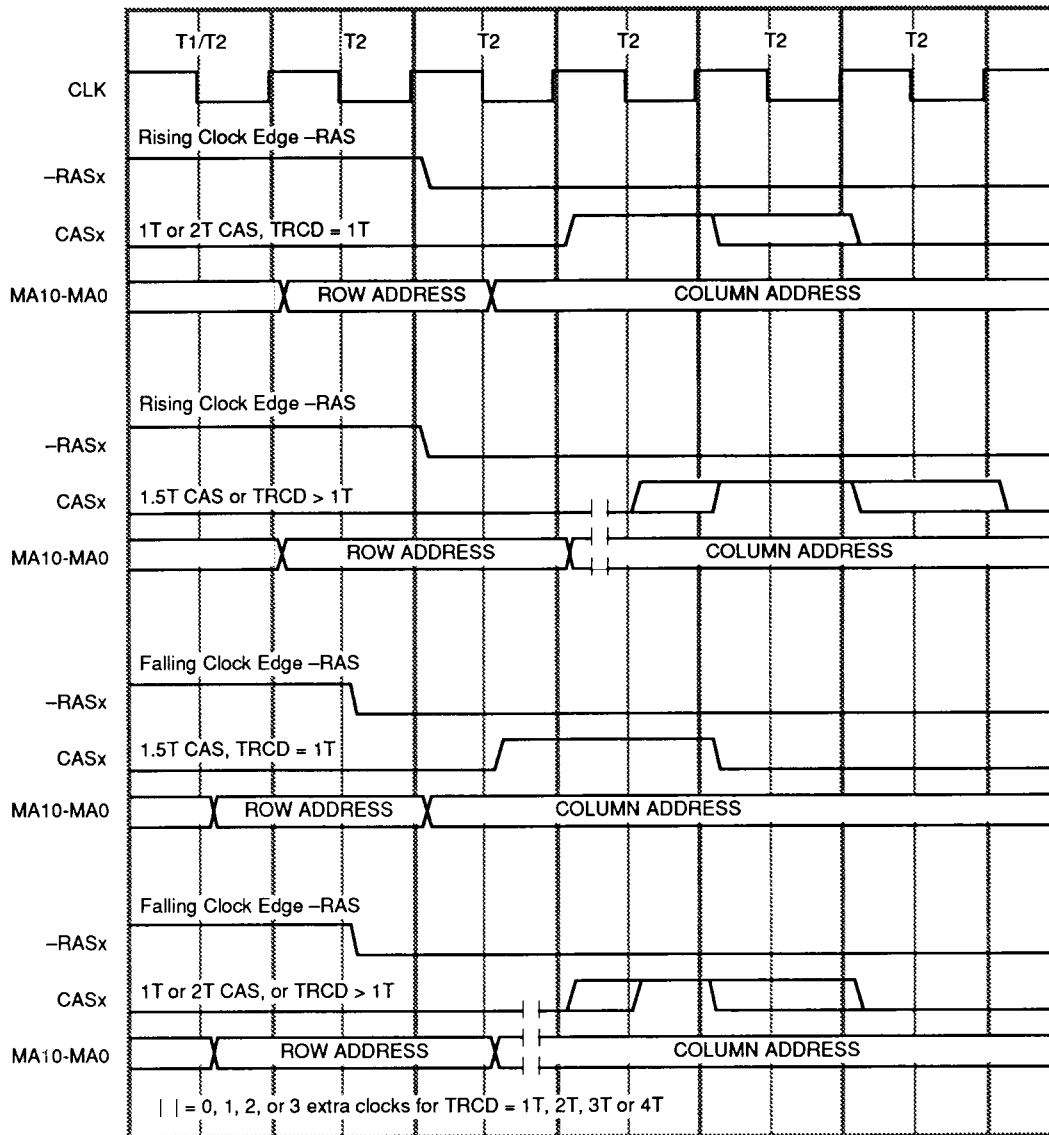 T1/T2 T2 T2 T2 T2 T2
CLK
Rising Clock Edge –RAS
–RASx
CASx 1T or 2T CAS, TRCD = 1T
MA10-MA0 ROW ADDRESS COLUMN ADDRESS
Rising Clock Edge –RAS
–RASx
CASx 1.5T CAS or TRCD > 1T
MA10-MA0 ROW ADDRESS COLUMN ADDRESS
Falling Clock Edge –RAS
–RASx
CASx 1.5T CAS, TRCD = 1T
MA10-MA0 ROW ADDRESS COLUMN ADDRESS
Falling Clock Edge –RAS
–RASx
CASx 1T or 2T CAS, or TRCD > 1T
MA10-MA0 ROW ADDRESS COLUMN ADDRESS
| | = 0, 1, 2, or 3 extra clocks for TRCD = 1T, 2T, 3T or 4T